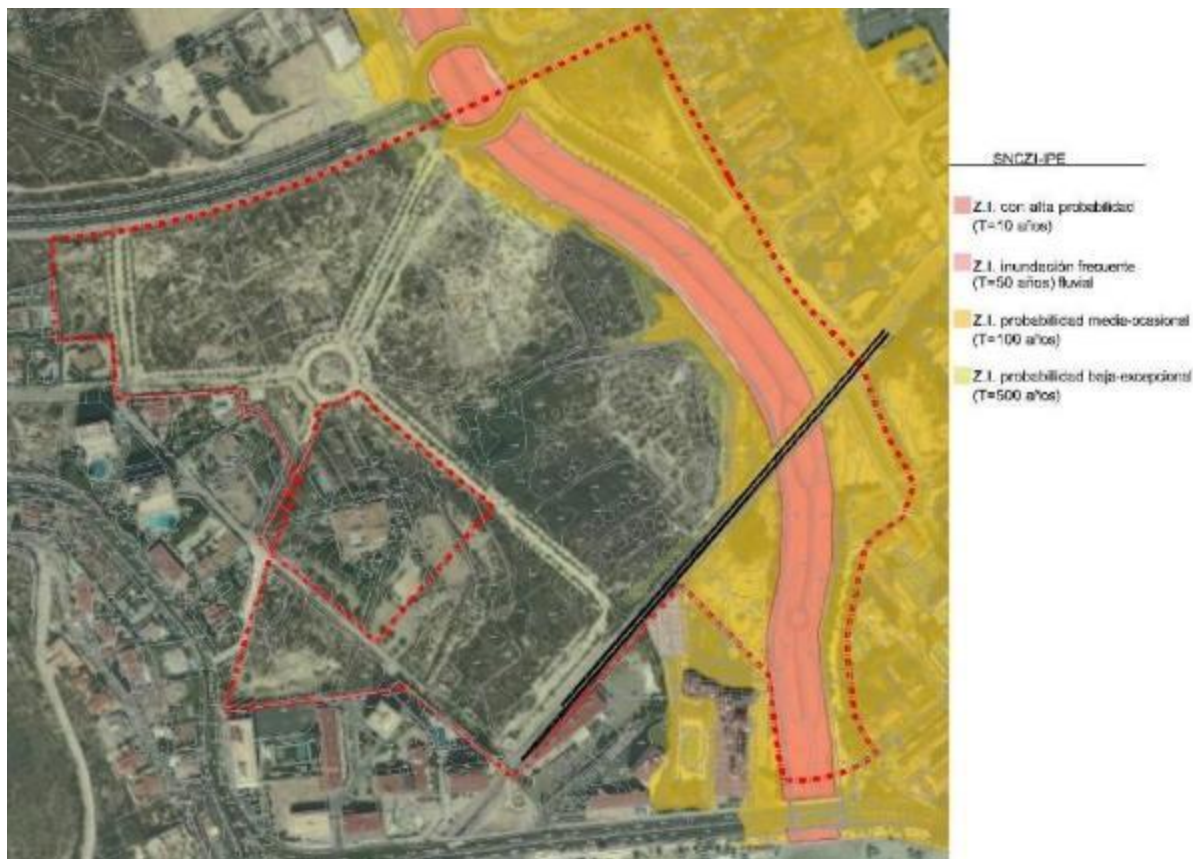 SNCZI-IPE
Z.I. con alta probabilidad
(T=10 años)
Z.I. inundación frecuente
(T=50 años) fluvial
Z.I. probabilidad media-ocasional
(T=100 años)
Z.I. probabilidad baja-excepcional
(T=500 años)